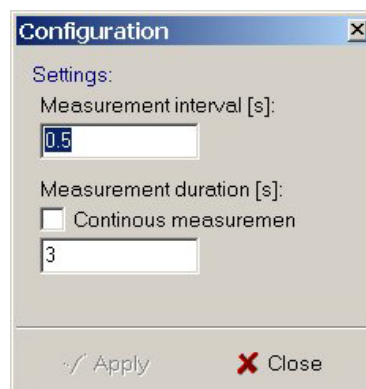 Configuration
Settings:
Measurement interval [s]:
0.5
Measurement duration [s]:
Continous measuremen
3
Apply
Close